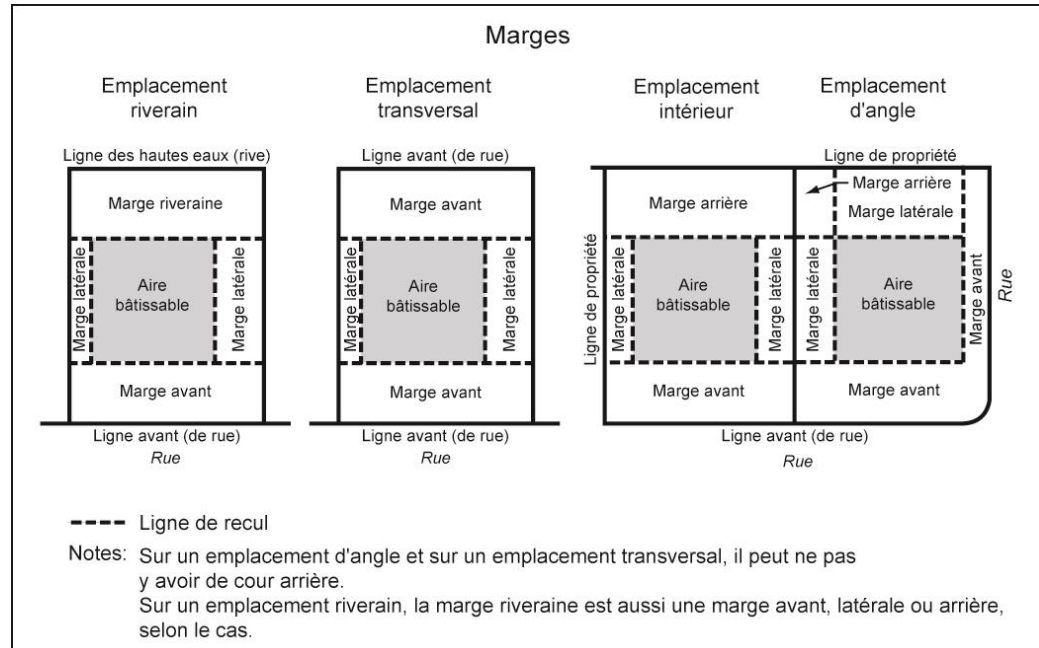 Marges
Emplacement
riverain
Ligne des hautes eaux (rive)
Marge riveraine
Marge latérale
Aire
bâtissable
Marge latérale
Marge avant
Ligne avant (de rue)
Rue
Emplacement
transversal
Ligne avant (de rue)
Marge avant
Marge latérale
Aire
bâtissable
Marge latérale
Marge avant
Ligne avant (de rue)
Rue
Emplacement
intérieur
Marge arrière
Ligne de propriété
Marge latérale
Aire
bâtissable
Marge latérale
Marge avant
Emplacement
d'angle
Ligne de propriété
Marge arrière
Marge latérale
Marge latérale
Aire
bâtissable
Marge avant
Rue
Marge avant
Ligne avant (de rue)
Rue
Ligne de recul
Notes: Sur un emplacement d'angle et sur un emplacement transversal, il peut ne pas
y avoir de cour arrière.
Sur un emplacement riverain, la marge riveraine est aussi une marge avant, latérale ou arrière,
selon le cas.